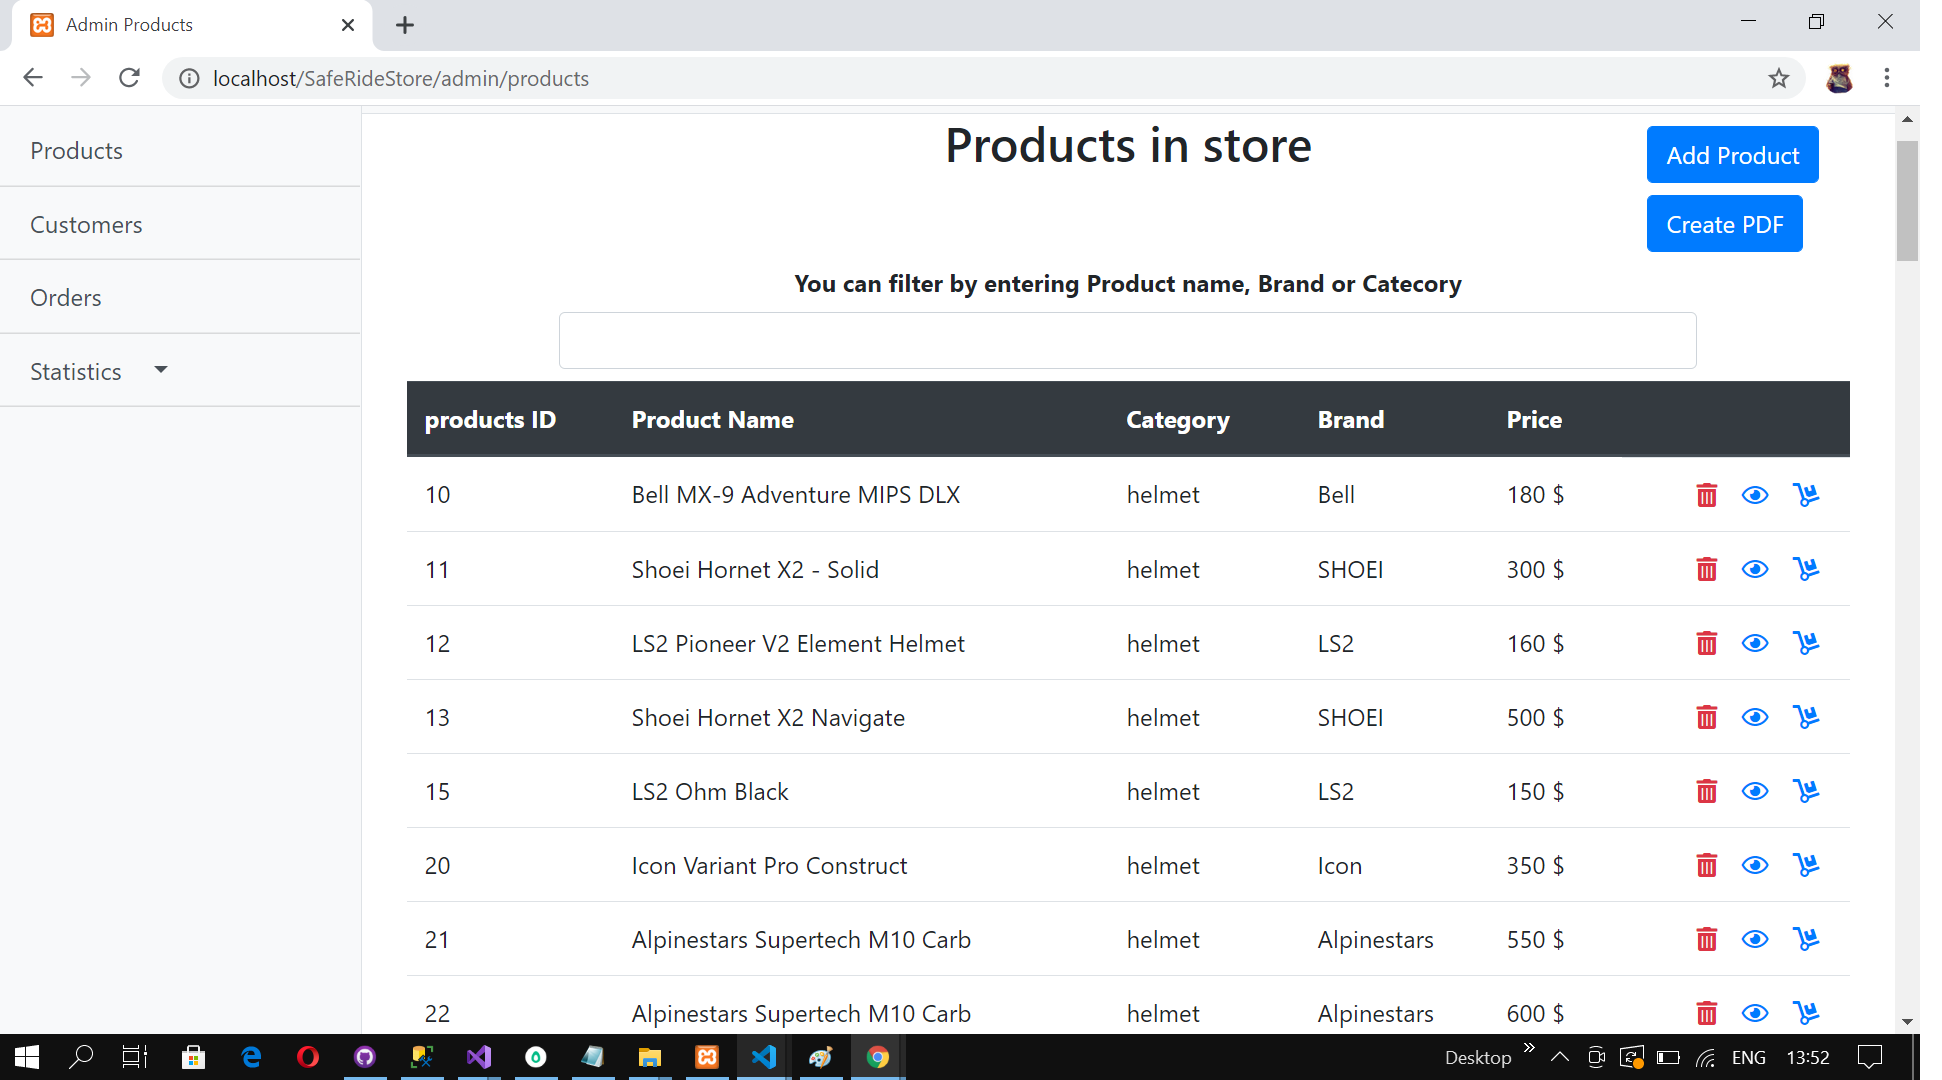 Admin Products
localhost/SafeRideStore/admin/products
Products
Customers
Orders
Statistics
Products in store
Add Product
Create PDF
You can filter by entering Product name, Brand or Catecory
products ID Product Name Category Brand Price
10 Bell MX-9 Adventure MIPS DLX helmet Bell 180 $
11 Shoei Hornet X2 - Solid helmet SHOEI 300 $
12 LS2 Pioneer V2 Element Helmet helmet LS2 160 $
13 Shoei Hornet X2 Navigate helmet SHOEI 500 $
15 LS2 Ohm Black helmet LS2 150 $
20 Icon Variant Pro Construct helmet Icon 350 $
21 Alpinestars Supertech M10 Carb helmet Alpinestars 550 $
22 Alpinestars Supertech M10 Carb helmet Alpinestars 600 $
Desktop ENG 13:52